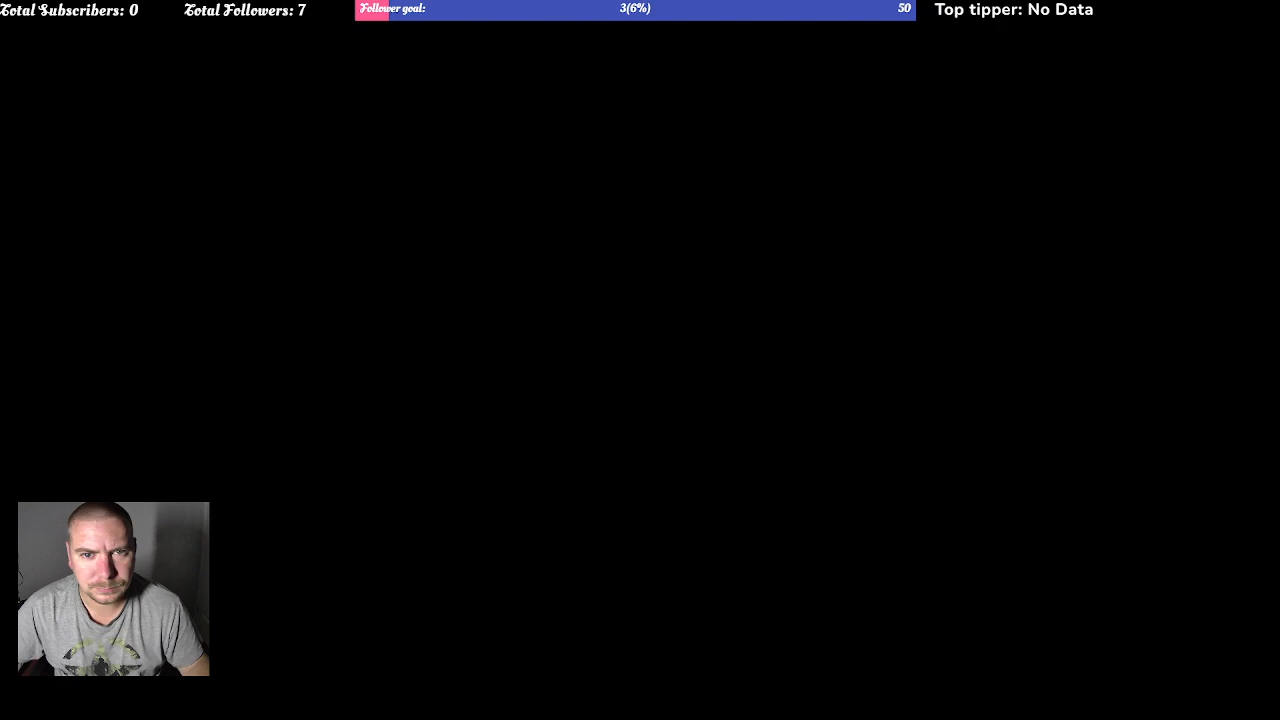 Total Subscribers: 0
Total Followers: 7
Follower goal: 3(6%) 50
Top tipper: No Data